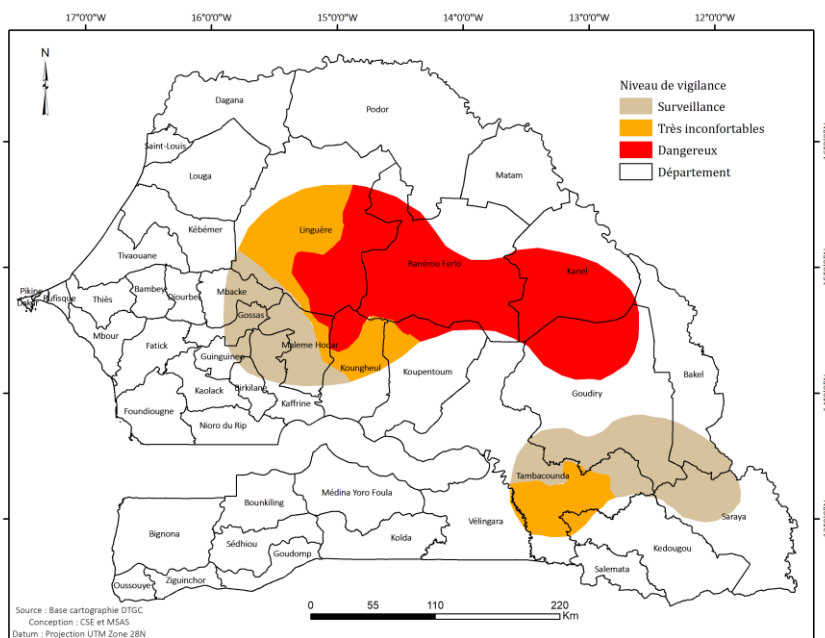 17°0'0"W 16°0'0"W 15°0'0"W 14°0'0"W 13°0'0"W 12°0'0"W
N
Niveau de vigilance
Surveillance
Très inconfortables
Dangereux
Département
Dagana
Podor
Saint-Louis
Louga
Matam
Linguère
Kébémer
Tivaouane
Ranérou Ferlo
Kanel
Pikine
Dakar
Rufisque
Thiès
Bambey
Diourbel
Mbacke
Gossas
Mbour
Fatick
Maleme Hodar
Guinguineo
Koungheul
Koupentoum
Bakel
Kaolack
Birkilane
Goudiry
Foundiougne
Kaffrine
Nioro du Rip
Tambacounda
Médina Yoro Foula
Bounkiling
Vélingara
Saraya
Bignona
Sédhiou
Kolda
Goudomp
Kedougou
Salemata
Oussouye
Ziguinchor
Source : Base cartographie DTGC
Conception : CSE et MSAS
Datum : Projection UTM Zone 28N
0 55 110 220
Km